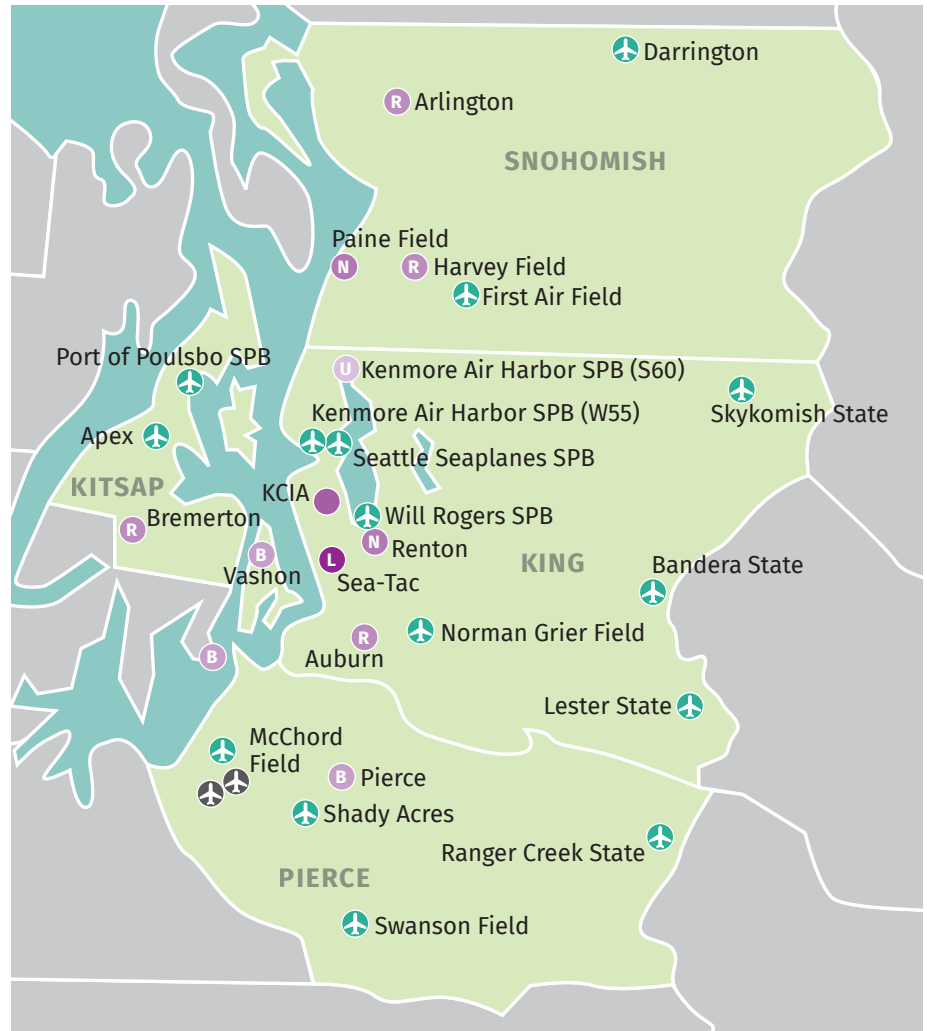 Darrington
R Arlington
SNOHOMISH
Paine Field
N
R Harvey Field
First Air Field
Port of Poulsbo SPB
U Kenmore Air Harbor SPB (S60)
Skykomish State
Kenmore Air Harbor SPB (W55)
Apex
Seattle Seaplanes SPB
KITSAP
KCIA
R Bremerton
Will Rogers SPB
N Renton
B
Vashon
L
Sea-Tac
KING
Bandera State
R
Auburn
Norman Grier Field
B
Lester State
McChord
Field
B Pierce
Shady Acres
Ranger Creek State
PIERCE
Swanson Field